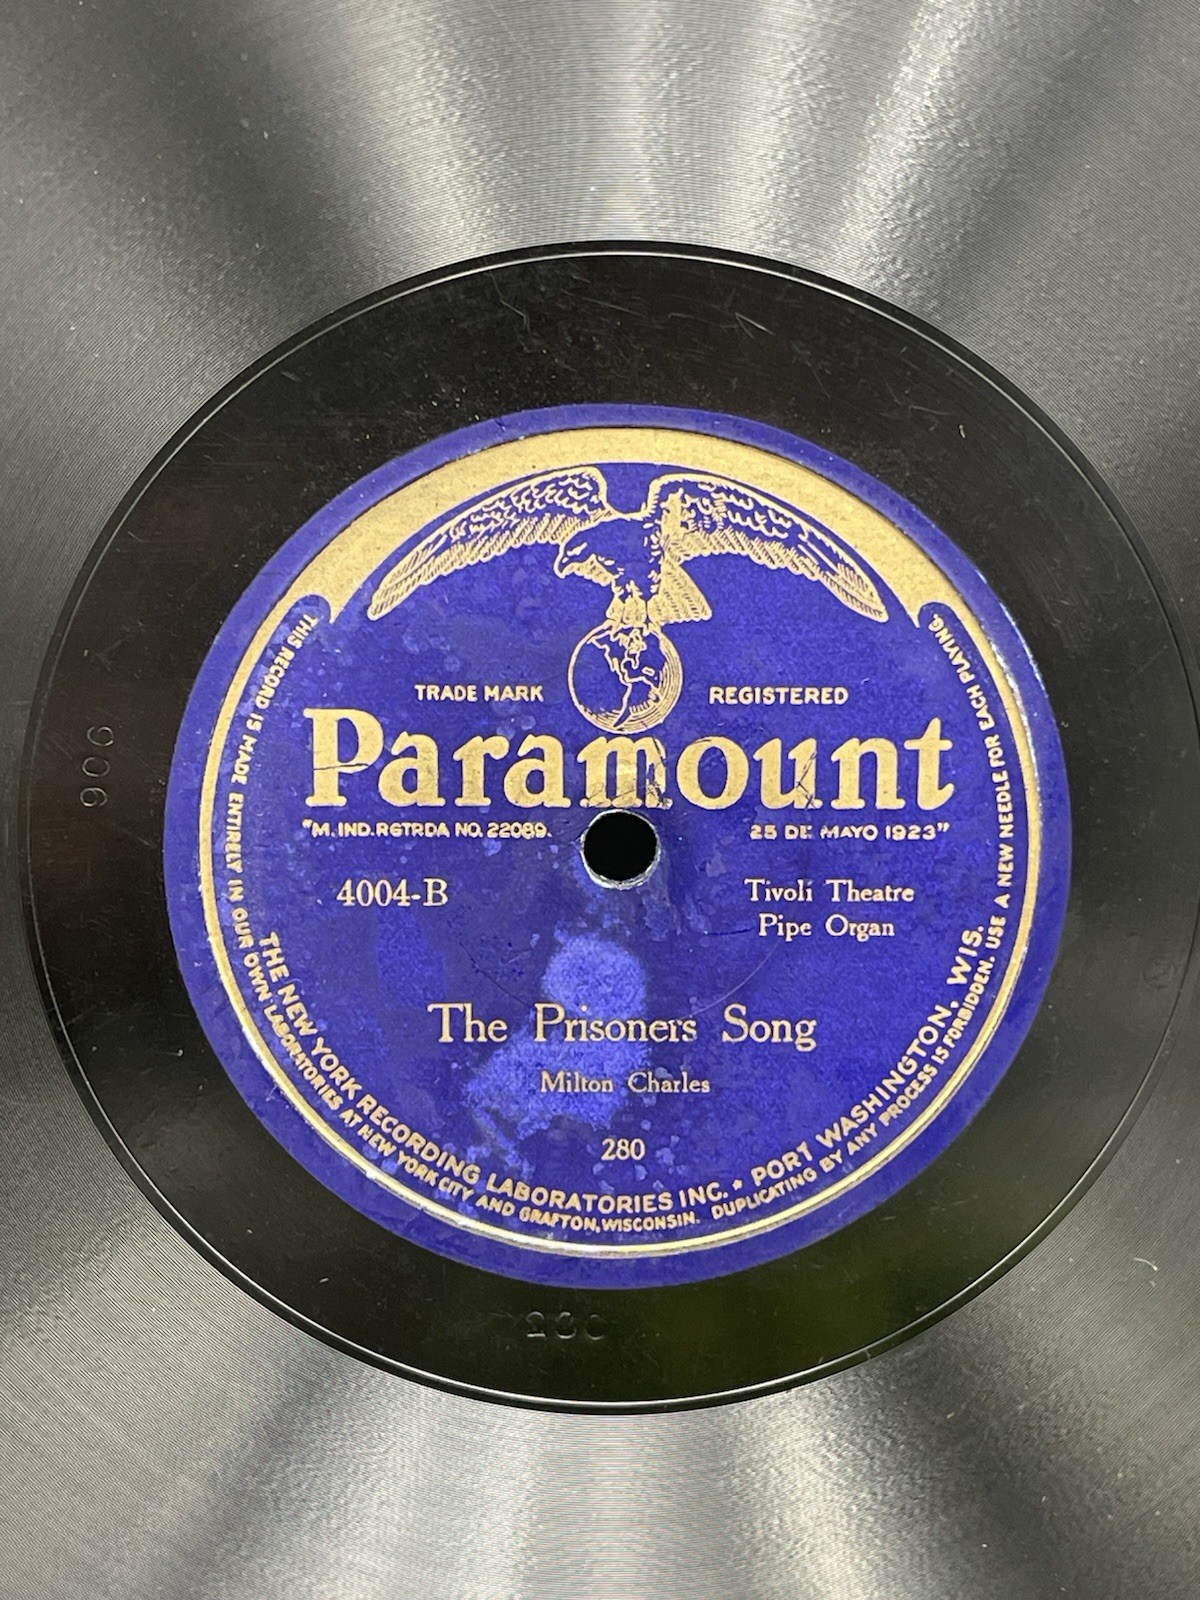 TRADE MARK REGISTERED
Paramount
"M. IND. RGTRDA NO. 22089. 25 DE MAYO 1923"
4004-B
Tivoli Theatre
Pipe Organ
The Prisoners Song
Milton Charles
280
THE NEW YORK RECORDING LABORATORIES INC. * PORT WASHINGTON, WIS.
THIS RECORD IS MADE ENTIRELY IN OUR OWN LABORATORIES AT NEW YORK CITY AND GRAFTON, WISCONSIN. DUPLICATING BY ANY PROCESS IS FORBIDDEN. USE A NEW NEEDLE FOR EACH PLAYING.
906